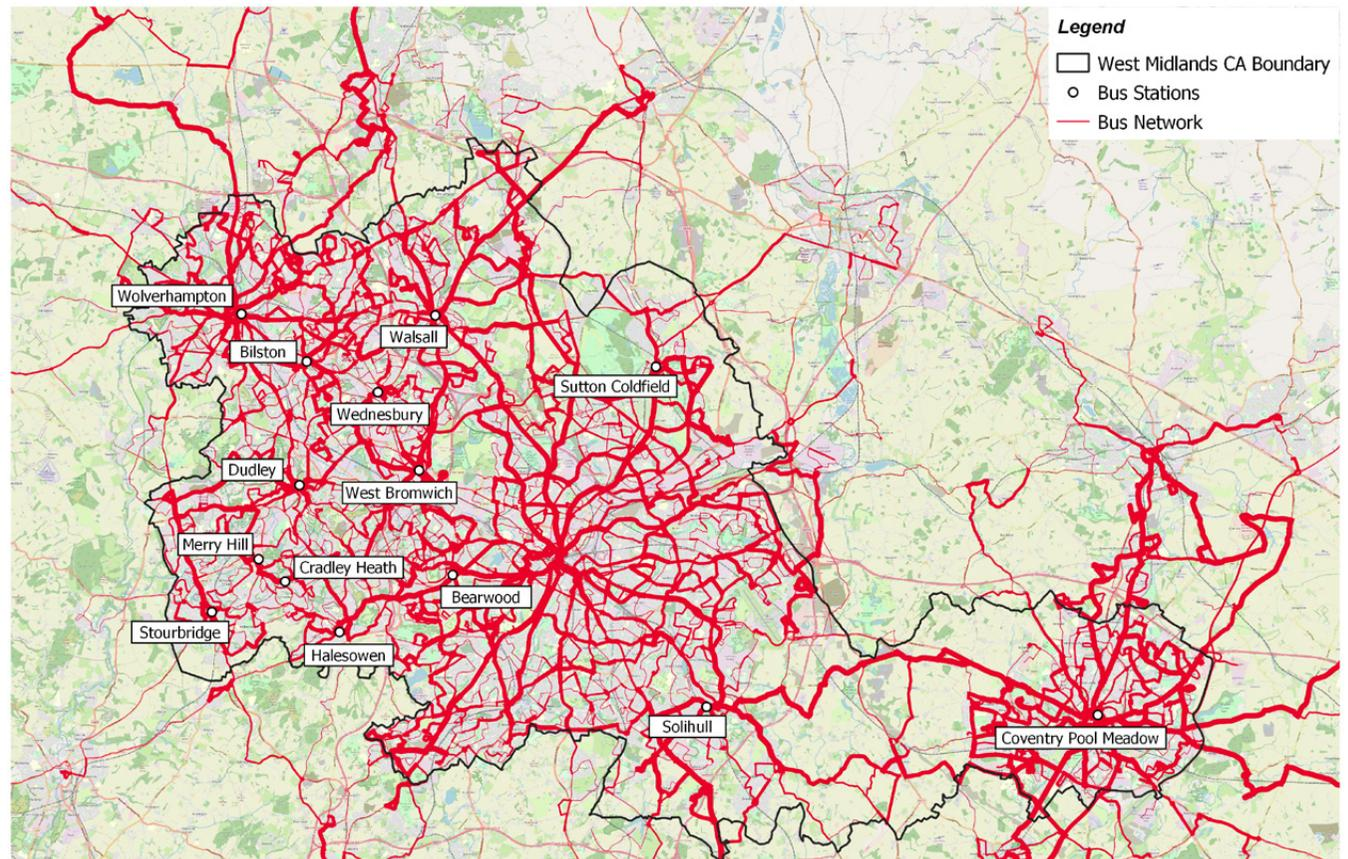 Legend
West Midlands CA Boundary
Bus Stations
Bus Network
Wolverhampton
Walsall
Bilston
Sutton Coldfield
Wednesbury
Dudley
West Bromwich
Merry Hill
Cradley Heath
Bearwood
Stourbridge
Halesowen
Solihull
Coventry Pool Meadow